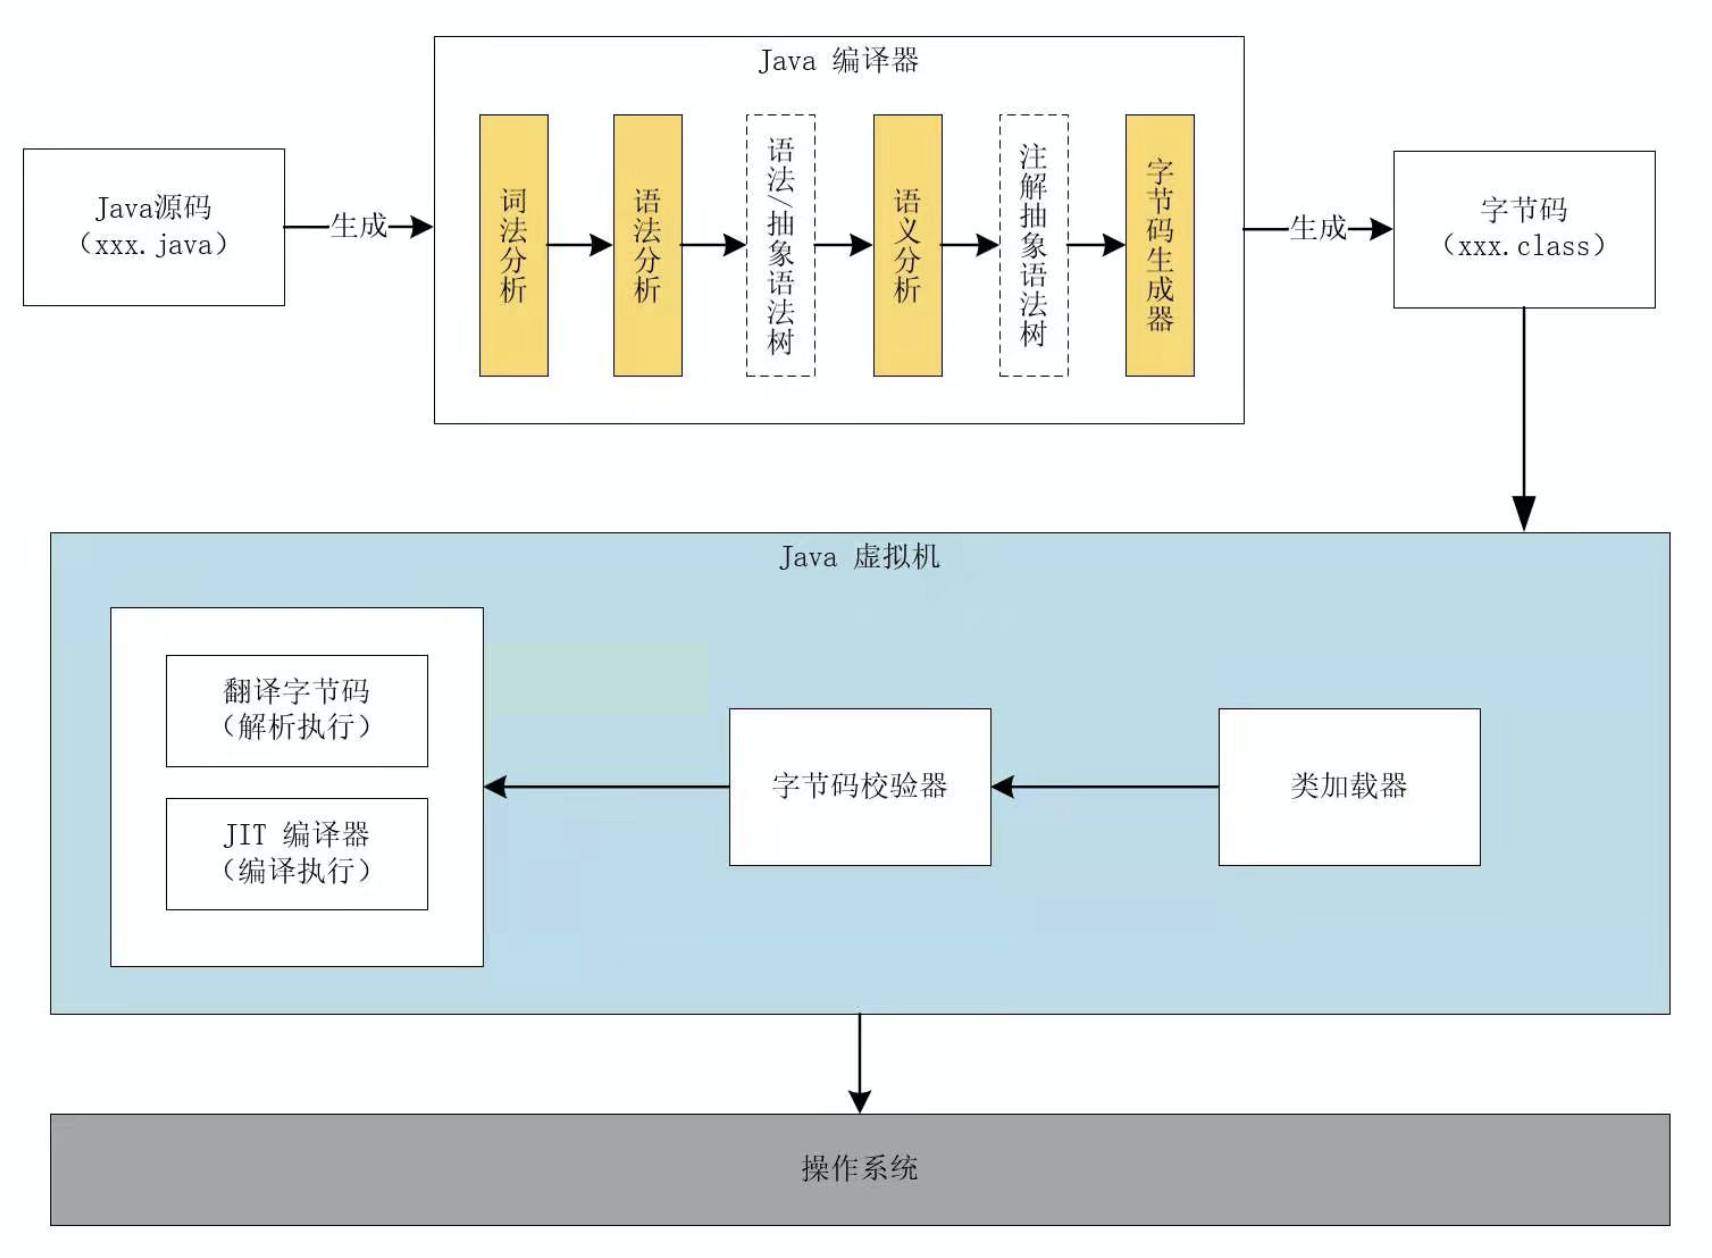 Java 编译器
Java源码
（xxx.java）
生成
词法分析
语法分析
语法/抽象语法树
语义分析
注解抽象语法树
字节码生成器
生成
字节码
（xxx.class）
Java 虚拟机
翻译字节码
（解析执行）
JIT 编译器
（编译执行）
字节码校验器
类加载器
操作系统